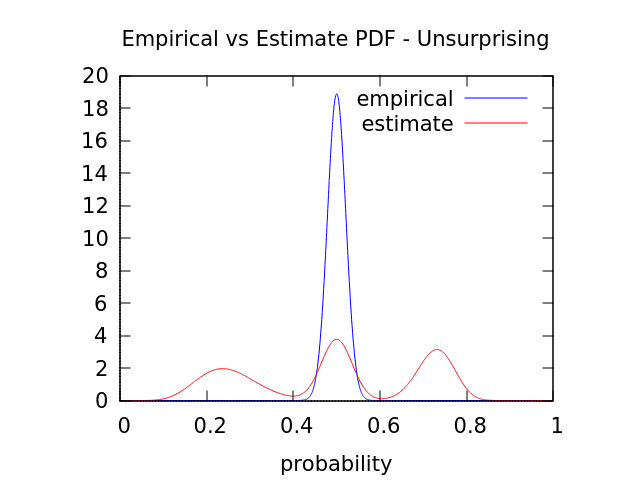 Empirical vs Estimate PDF - Unsurprising
20
18
16
14
12
10
8
6
4
2
0
empirical
estimate
0 0.2 0.4 0.6 0.8 1
probability